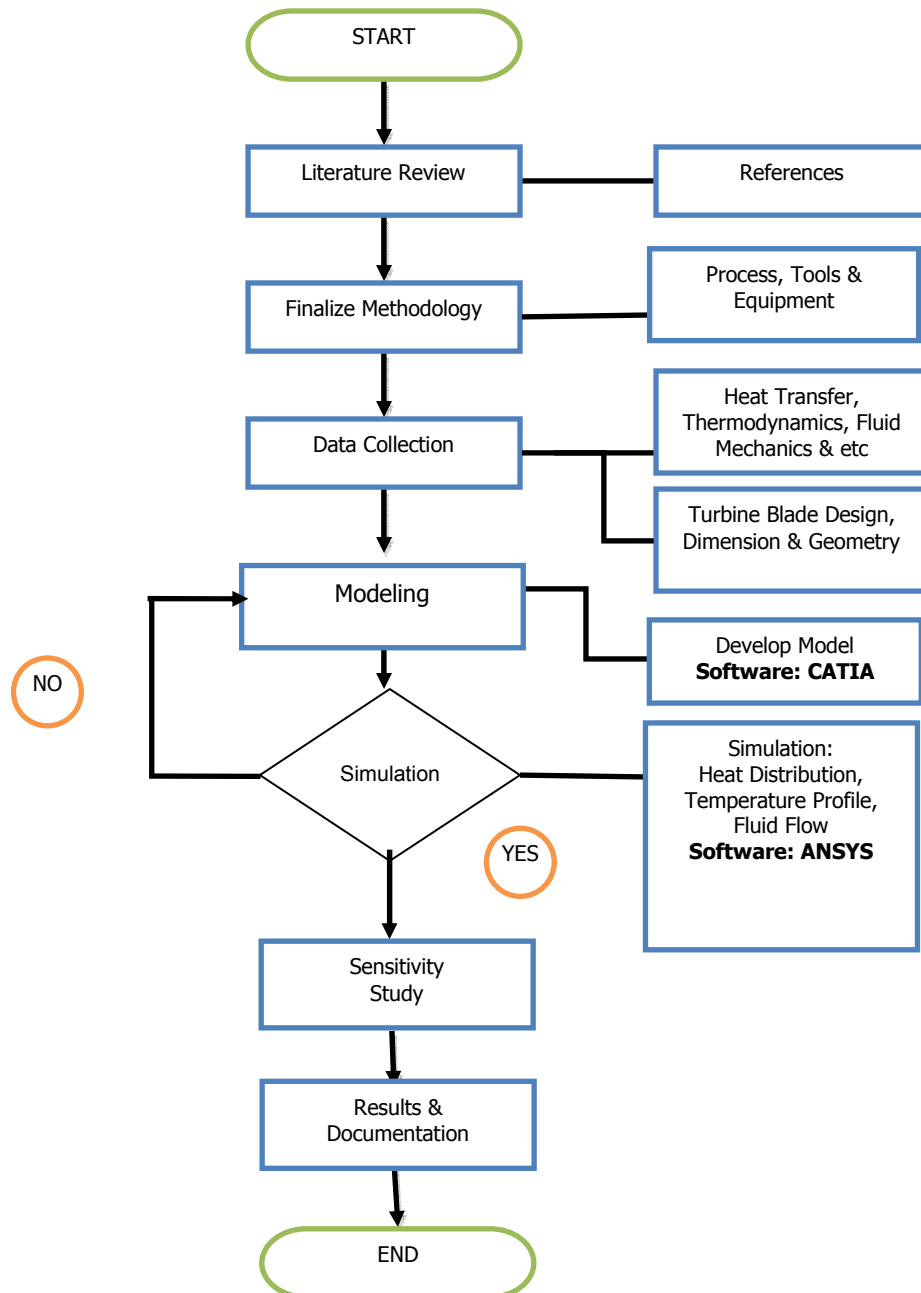 START
Literature Review
References
Finalize Methodology
Process, Tools &
Equipment
Data Collection
Heat Transfer,
Thermodynamics, Fluid
Mechanics & etc
Turbine Blade Design,
Dimension & Geometry
Modeling
Develop Model
Software: CATIA
NO
Simulation
Simulation:
Heat Distribution,
Temperature Profile,
Fluid Flow
Software: ANSYS
YES
Sensitivity
Study
Results &
Documentation
END